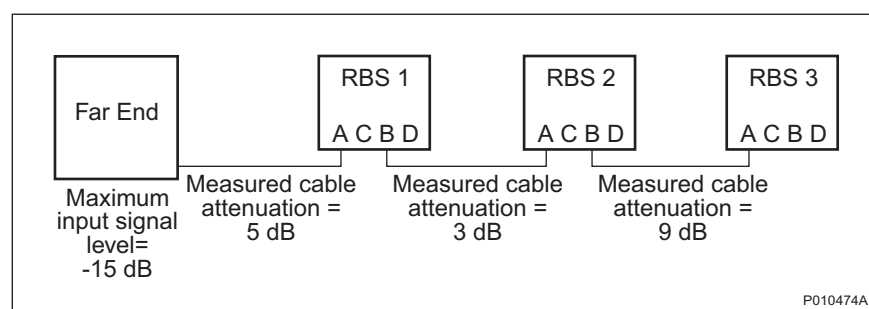 Far End
RBS 1
RBS 2
RBS 3
A C B D
A C B D
A C B D
Maximum
input signal
level=
-15 dB
Measured cable
attenuation =
5 dB
Measured cable
attenuation =
3 dB
Measured cable
attenuation =
9 dB
P010474A